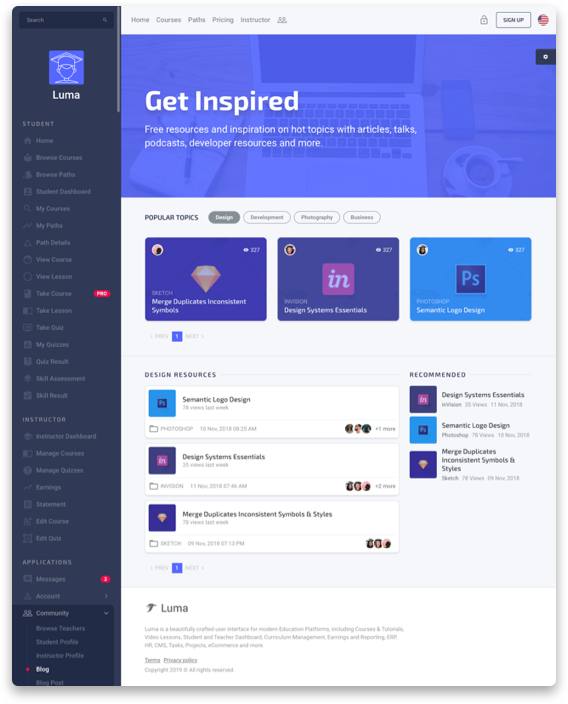 Search
Luma
STUDENT
Home
Browse Courses
Browse Paths
Student Dashboard
My Courses
My Paths
Path Details
View Course
View Lesson
Take Course PRO
Take Lesson
Take Quiz
My Quizzes
Quiz Result
Skill Assessment
Skill Result
INSTRUCTOR
Instructor Dashboard
Manage Courses
Manage Quizzes
Earnings
Statement
Edit Course
Edit Quiz
APPLICATIONS
Messages 3
Account
Community
Browse Teachers
Student Profile
Instructor Profile
Blog
Blog Post
Home Courses Paths Pricing Instructor
SIGN UP
Get Inspired
Free resources and inspiration on hot topics with articles, talks,
podcasts, developer resources and more.
POPULAR TOPICS Design Development Photography Business
327
SKETCH
Merge Duplicates Inconsistent
Symbols
327
in
INVISION
Design Systems Essentials
327
Ps
PHOTOSHOP
Semantic Logo Design
‹ PREV 1 NEXT ›
DESIGN RESOURCES
Ps
Semantic Logo Design
78 views last week
PHOTOSHOP 10 Nov, 2018 08:25 AM +1 more
in
Design Systems Essentials
35 views last week
INVISION 11 Nov, 2018 07:46 AM +2 more
Merge Duplicates Inconsistent Symbols & Styles
78 views last week
SKETCH 09 Nov, 2018 07:13 PM
‹ PREV 1 NEXT ›
RECOMMENDED
in
Design Systems Essentials
inVision 35 Views 11 Nov, 2018
Ps
Semantic Logo Design
Photoshop 78 Views 10 Nov, 2018
Merge Duplicates
Inconsistent Symbols &
Styles
Sketch 78 Views 09 Nov, 2018
Luma
Luma is a beautifully crafted user interface for modern Education Platforms, including Courses & Tutorials,
Video Lessons, Student and Teacher Dashboard, Curriculum Management, Earnings and Reporting, ERP,
HR, CMS, Tasks, Projects, eCommerce and more.
Terms Privacy policy
Copyright 2019 © All rights reserved.